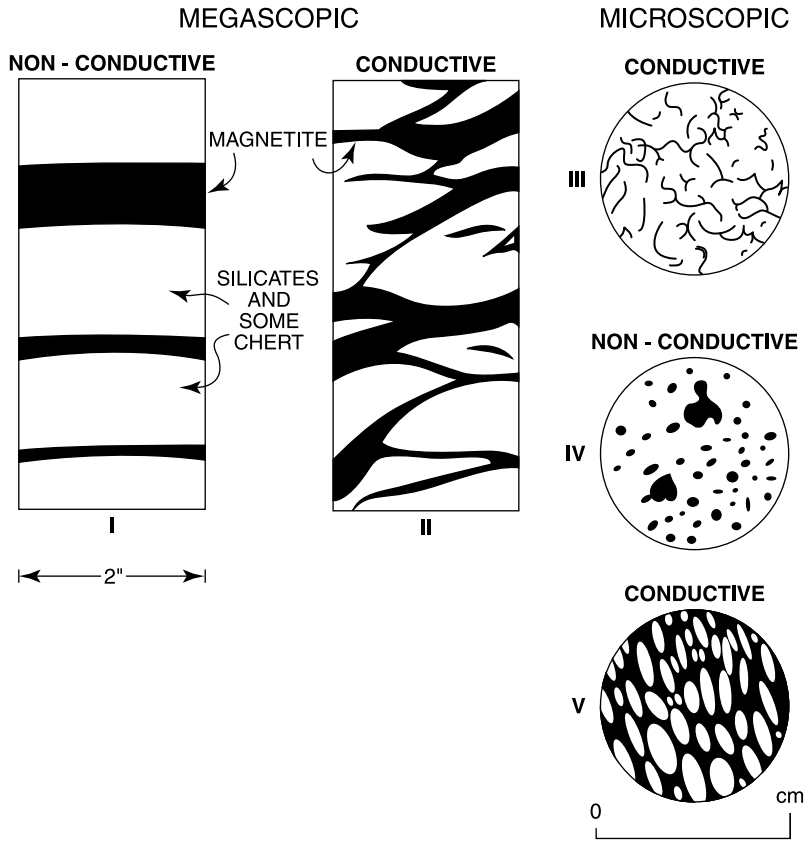 MEGASCOPIC
MICROSCOPIC
NON - CONDUCTIVE
CONDUCTIVE
MAGNETITE
SILICATES
AND
SOME
CHERT
I
II
2"
CONDUCTIVE
III
NON - CONDUCTIVE
IV
CONDUCTIVE
V
0
cm